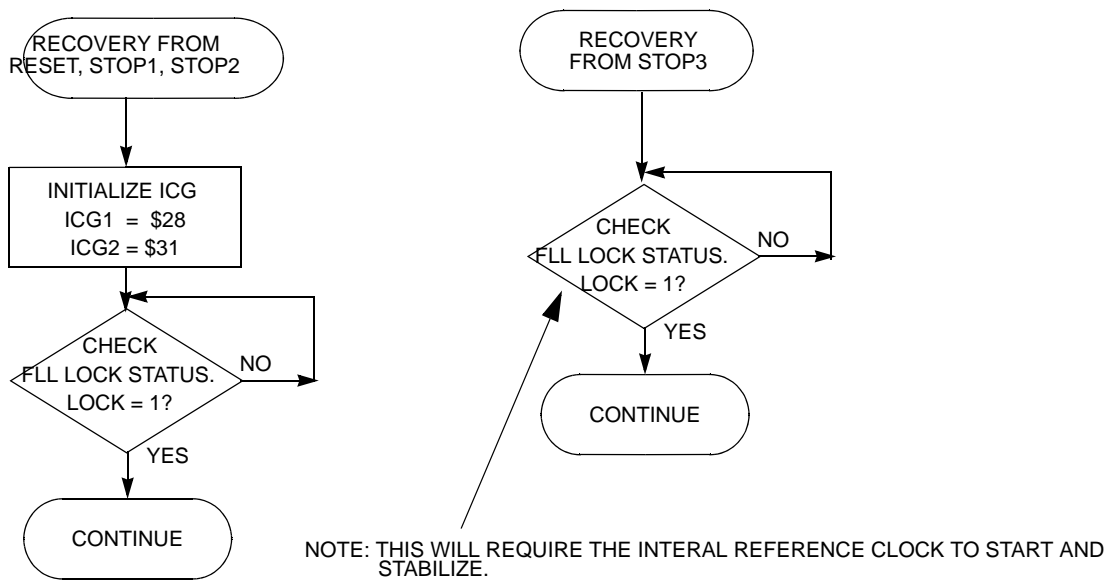 RECOVERY FROM
RESET, STOP1, STOP2
INITIALIZE ICG
ICG1 = $28
ICG2 = $31
CHECK
FLL LOCK STATUS.
LOCK = 1?
NO
YES
CONTINUE
RECOVERY
FROM STOP3
CHECK
FLL LOCK STATUS.
LOCK = 1?
NO
YES
CONTINUE
NOTE: THIS WILL REQUIRE THE INTERAL REFERENCE CLOCK TO START AND
STABILIZE.